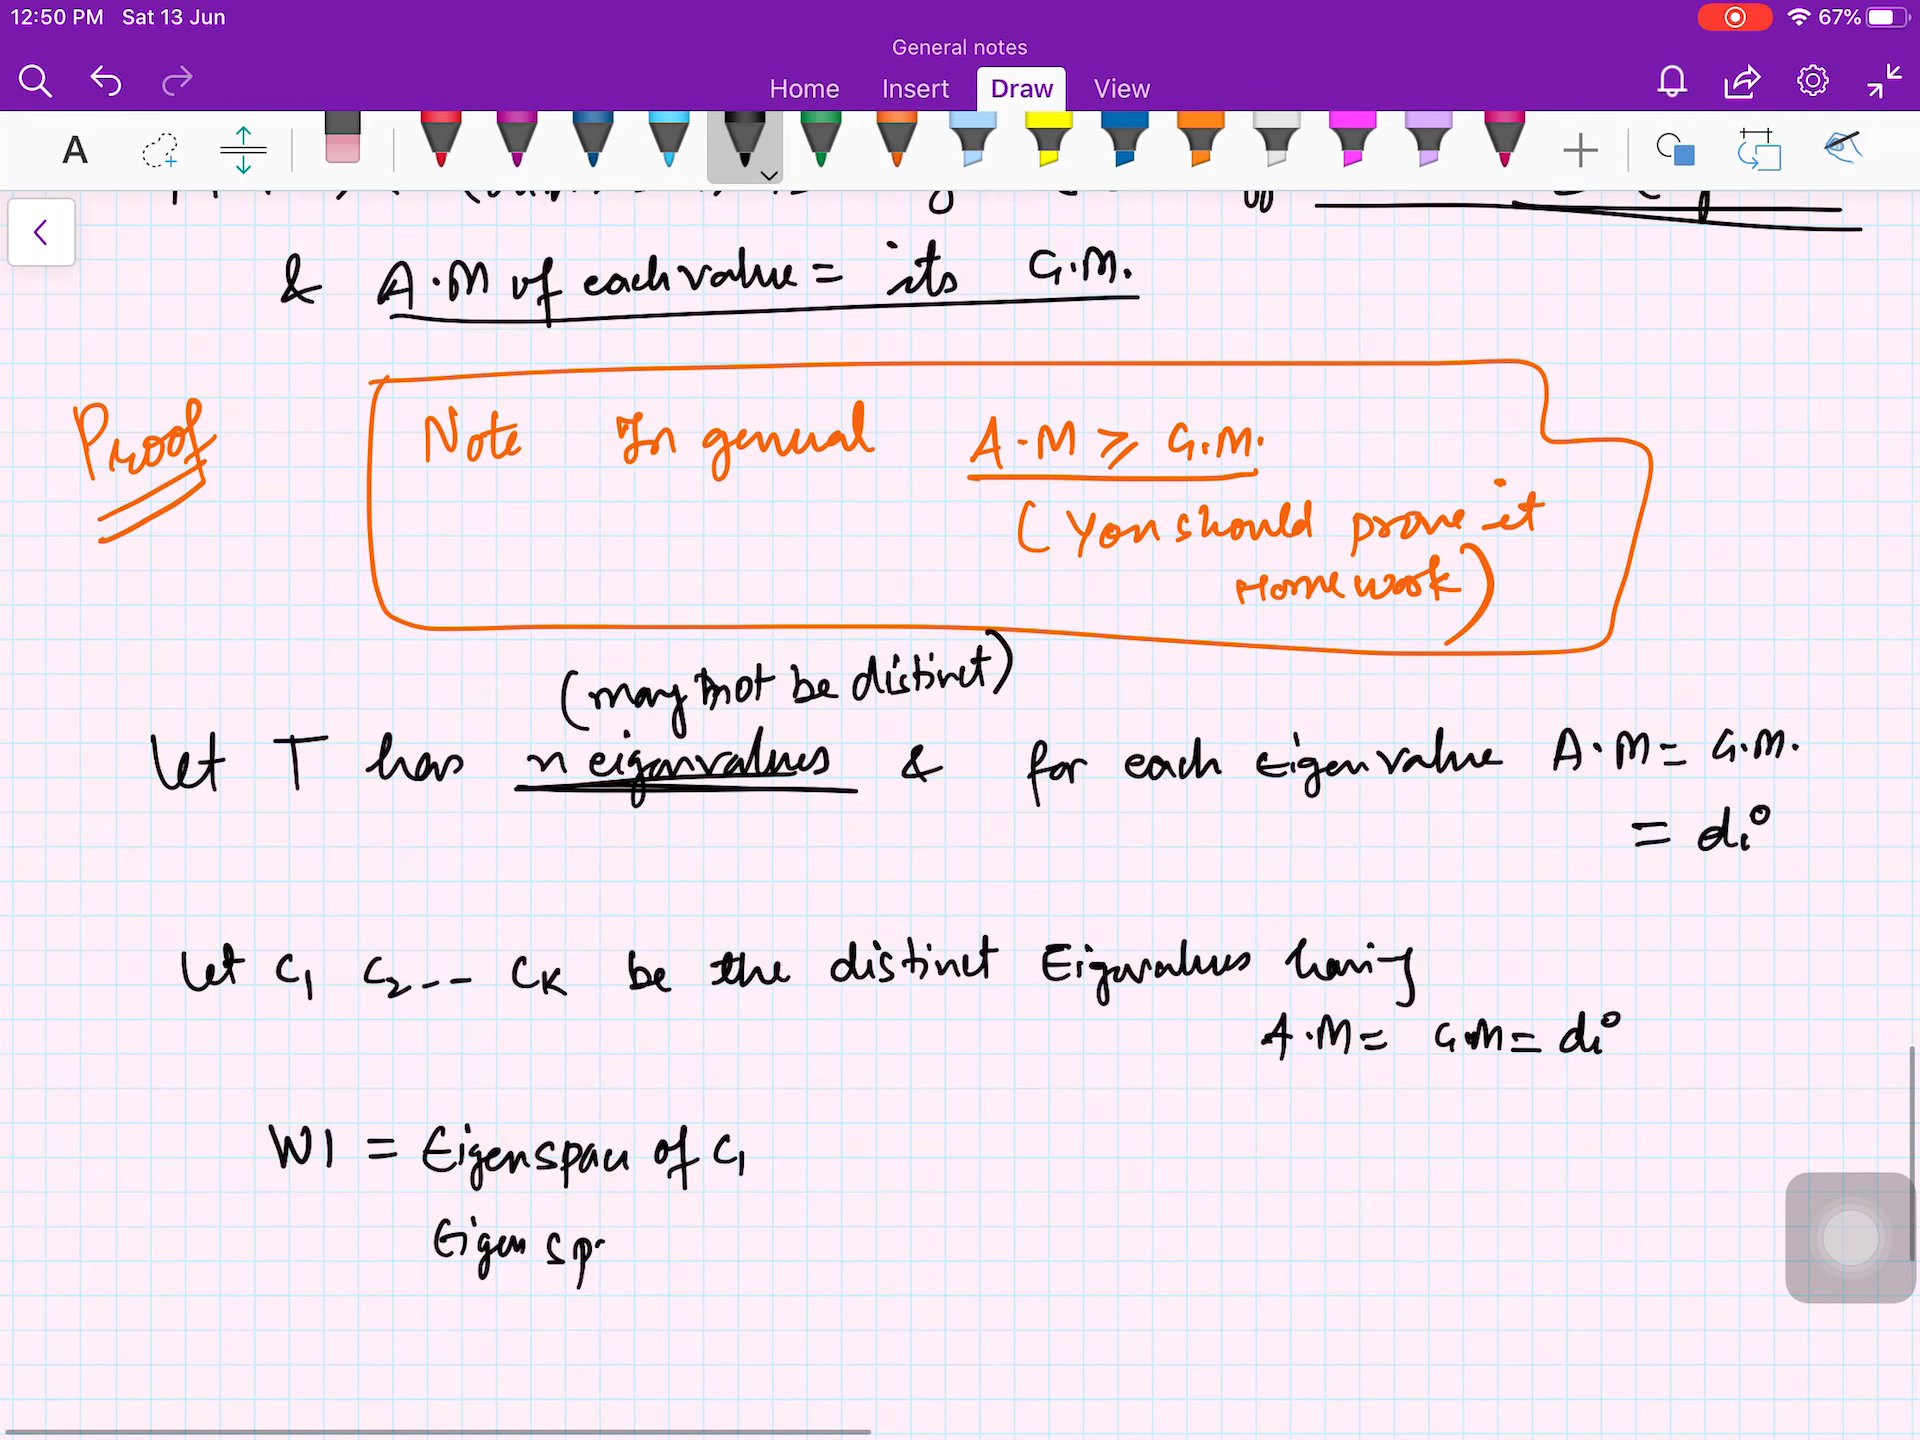 12:50 PM Sat 13 Jun
67%
General notes
Home Insert Draw View
A
& A.M of each value = its G.M.
Proof
Note In general A.M ≥ G.M.
(You should prove it
Homework)
(may not be distinct)
Let T has n eigenvalues & for each Eigenvalue A.M = G.M.
= di
Let C1 C2 -- CK be the distinct Eigenvalues having
A.M = G.M = di
W1 = Eigenspace of C1
Eigen sp